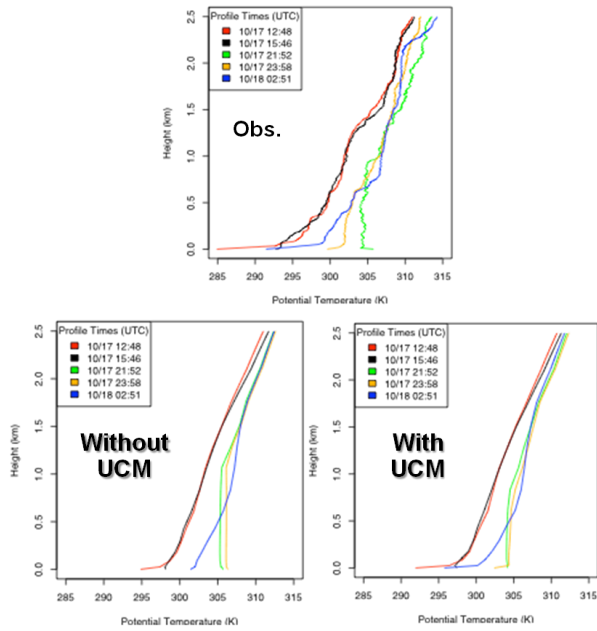 Profile Times (UTC)
10/17 12:48
10/17 15:46
10/17 21:52
10/17 23:58
10/18 02:51
Obs.
Height (km)
0.0 0.5 1.0 1.5 2.0 2.5
285 290 295 300 305 310 315
Potential Temperature (K)
Profile Times (UTC)
10/17 12:48
10/17 15:46
10/17 21:52
10/17 23:58
10/18 02:51
Without
UCM
Height (km)
0.0 0.5 1.0 1.5 2.0 2.5
285 290 295 300 305 310 315
Potential Temperature (K)
Profile Times (UTC)
10/17 12:48
10/17 15:46
10/17 21:52
10/17 23:58
10/18 02:51
With
UCM
Height (km)
0.0 0.5 1.0 1.5 2.0 2.5
285 290 295 300 305 310 315
Potential Temperature (K)